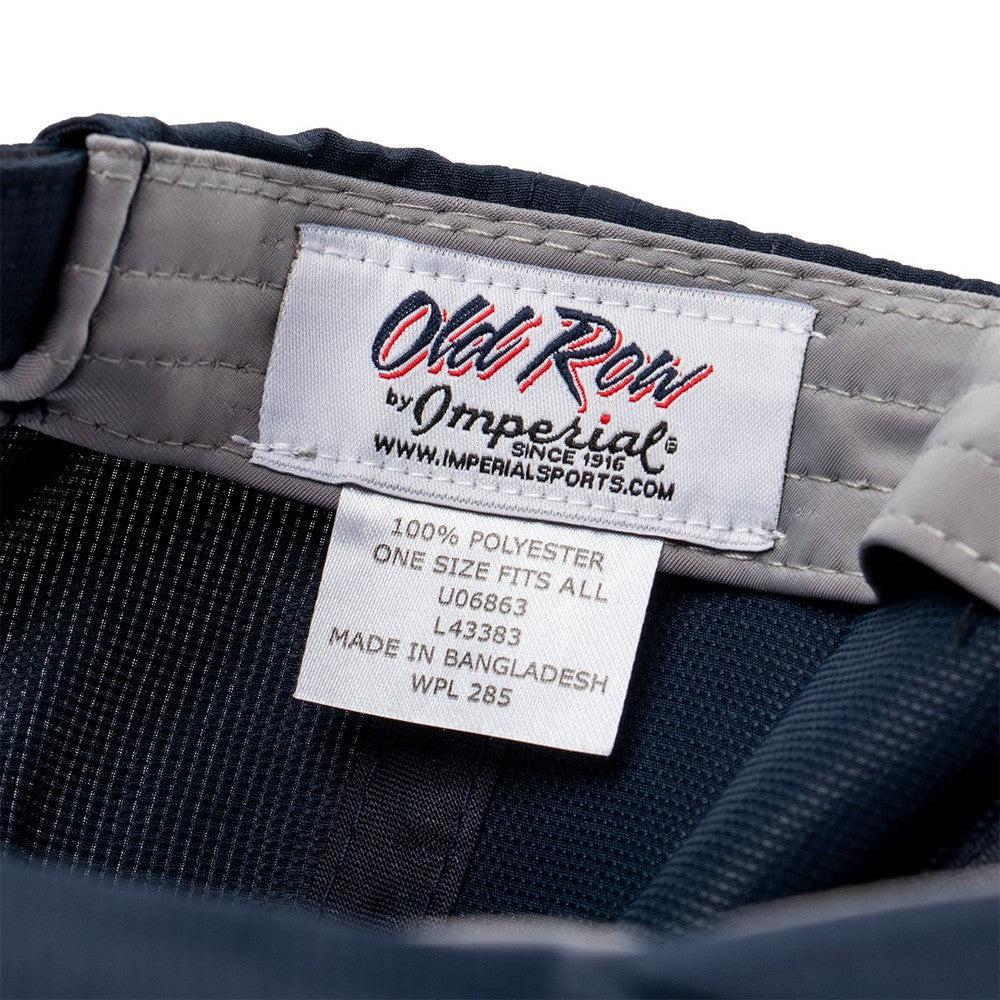 Old Row
by Imperial®
SINCE 1916
WWW.IMPERIALSPORTS.COM
100% POLYESTER
ONE SIZE FITS ALL
U06863
L43383
MADE IN BANGLADESH
WPL 285